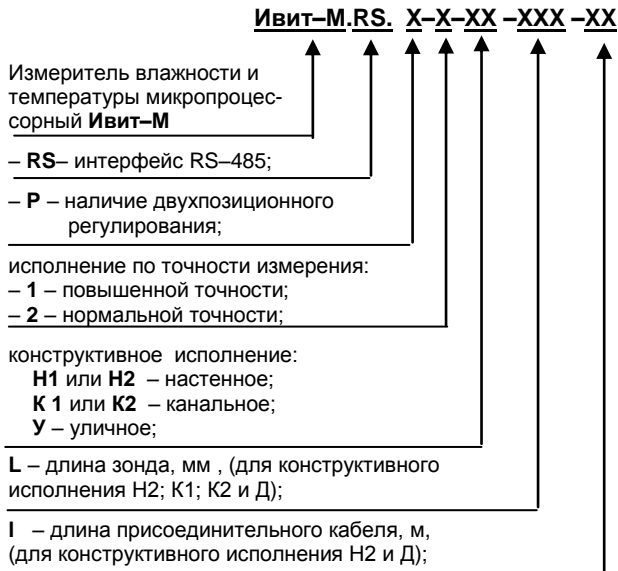 Ивит–М.RS. Х–Х–ХХ –ХХХ –ХХ
Измеритель влажности и
температуры микропроцес-
сорный Ивит–М
– RS– интерфейс RS–485;
– Р – наличие двухпозиционного
регулирования;
исполнение по точности измерения:
– 1 – повышенной точности;
– 2 – нормальной точности;
конструктивное исполнение:
Н1 или Н2 – настенное;
К 1 или К2 – канальное;
У – уличное;
L – длина зонда, мм , (для конструктивного
исполнения Н2; К1; К2 и Д);
l – длина присоединительного кабеля, м,
(для конструктивного исполнения Н2 и Д);